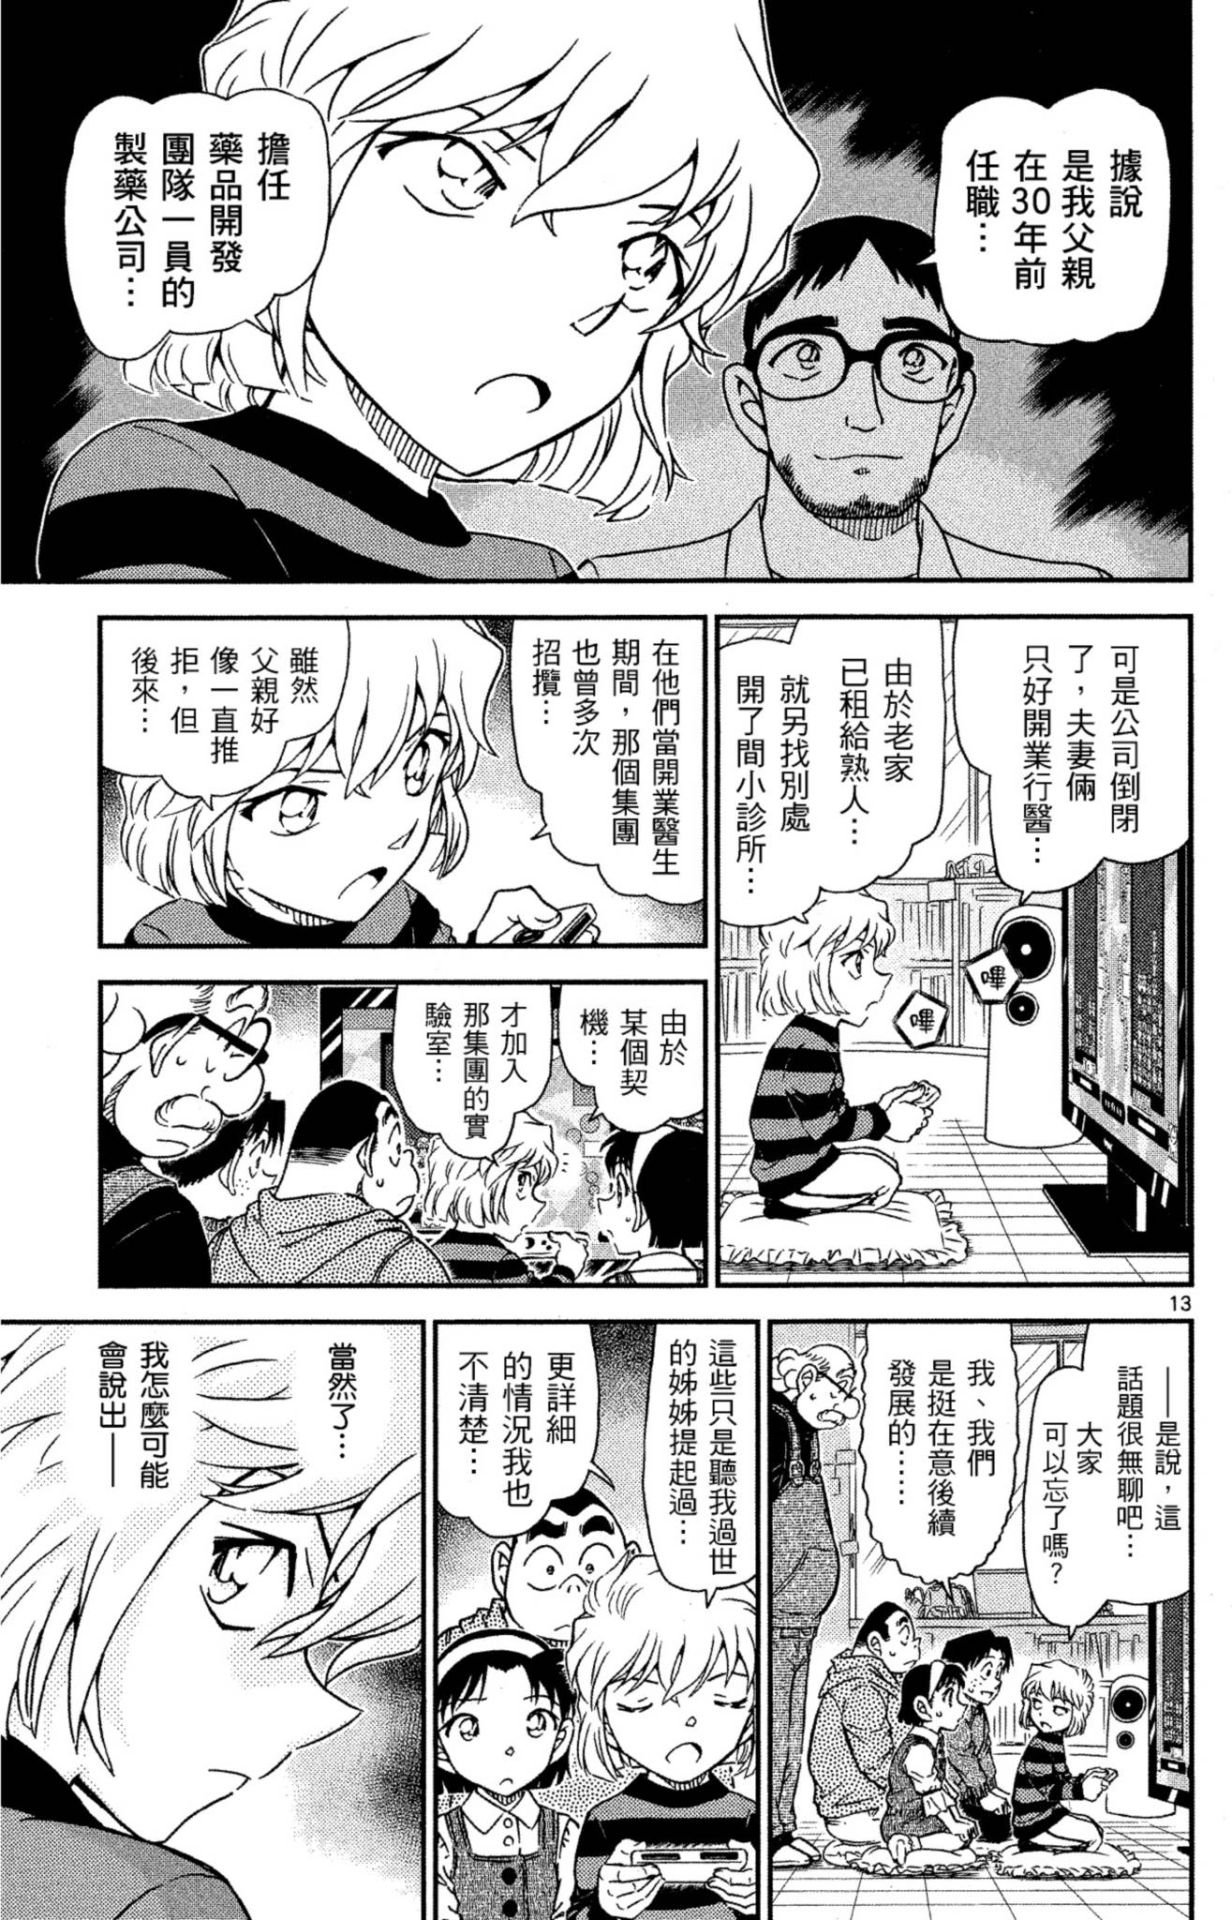 據說
是我父親
在30年前
任職…
擔任
藥品開發
團隊一員的
製藥公司…
可是公司倒閉
了，夫妻倆
只好開業行醫…
由於老家
已租給熟人…
就另找別處
開了間小診所…
嗶
嗶
在他們當開業醫生
期間，那個集團
也曾多次
招攬…
雖然
父親好
像一直推
拒，但
後來…
由於
某個契
機…
才加入
那集團的實
驗室…
13
——是說，這
話題很無聊吧…
大家
可以忘了嗎？
我、我們
是挺在意後續
發展的……
這些只是聽我過世
的姊姊提起過…
更詳細
的情況我也
不清楚…
當然了…
我怎麼可能
會說出——